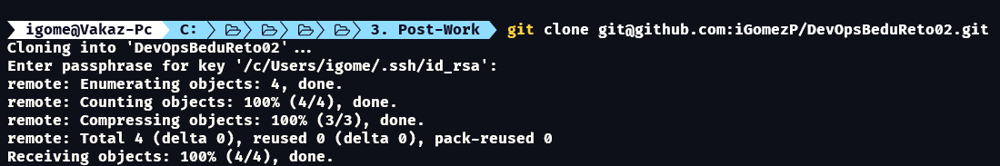 igome@Vakaz-Pc C: 3. Post-Work git clone git@github.com:iGomezP/DevOpsBeduReto02.git
Cloning into 'DevOpsBeduReto02'...
Enter passphrase for key '/c/Users/igome/.ssh/id_rsa':
remote: Enumerating objects: 4, done.
remote: Counting objects: 100% (4/4), done.
remote: Compressing objects: 100% (3/3), done.
remote: Total 4 (delta 0), reused 0 (delta 0), pack-reused 0
Receiving objects: 100% (4/4), done.